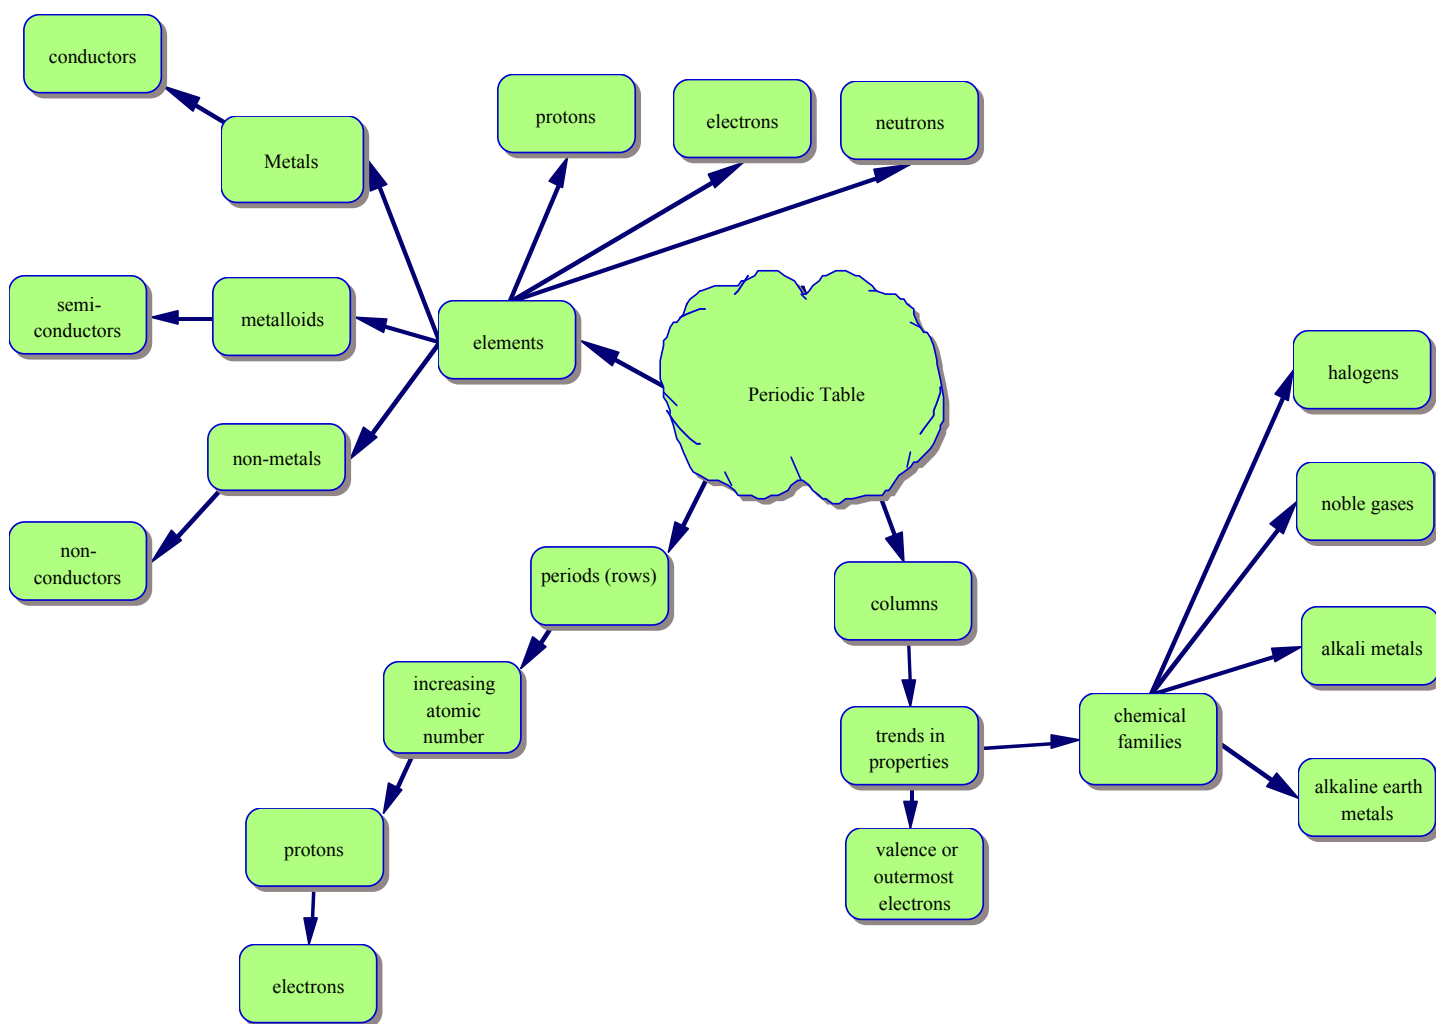 conductors
protons
electrons
neutrons
Metals
semi-
conductors
metalloids
elements
Periodic Table
halogens
non-metals
noble gases
non-
conductors
periods (rows)
columns
alkali metals
increasing
atomic
number
trends in
properties
chemical
families
alkaline earth
metals
protons
valence or
outermost
electrons
electrons